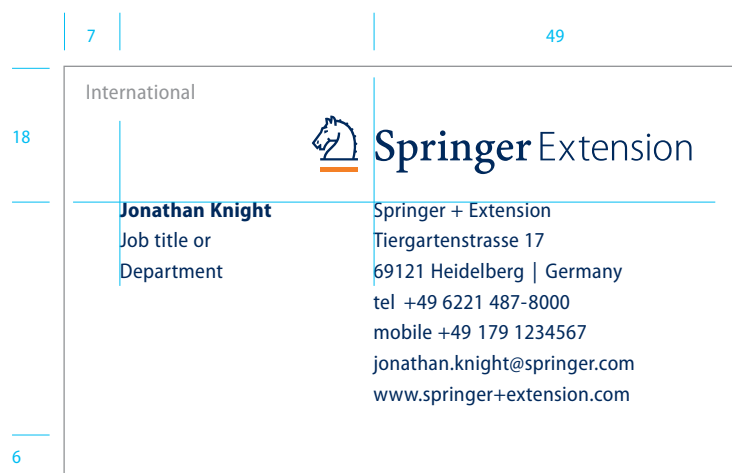 7 49
International
18
Springer Extension
Jonathan Knight
Job title or
Department
Springer + Extension
Tiergartenstrasse 17
69121 Heidelberg | Germany
tel +49 6221 487-8000
mobile +49 179 1234567
jonathan.knight@springer.com
www.springer+extension.com
6